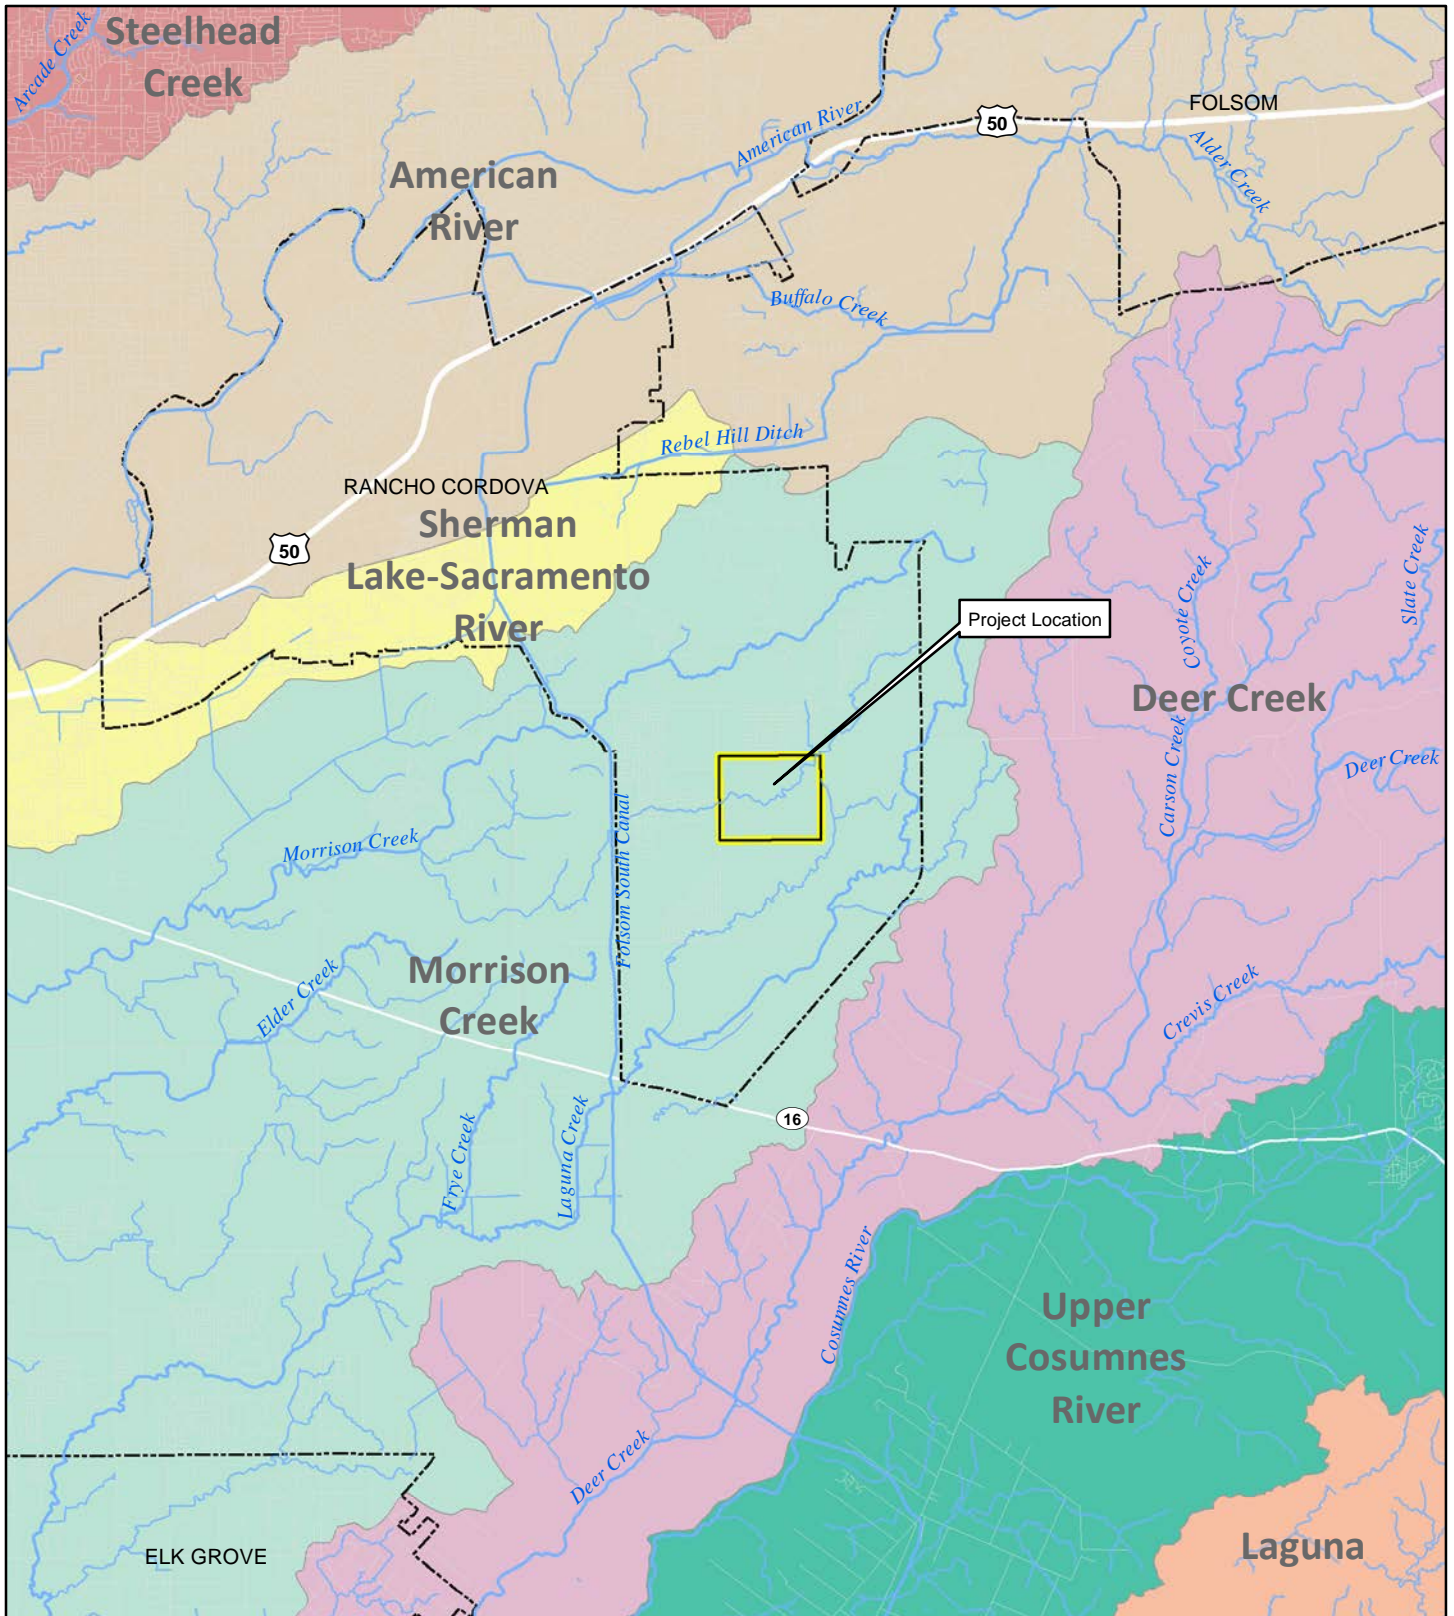 Steelhead
Creek
Arcade Creek
FOLSOM
50
American River
Alder Creek
American
River
Buffalo Creek
Rebel Hill Ditch
RANCHO CORDOVA
Sherman
Lake-Sacramento
River
50
Slate Creek
Coyote Creek
Project Location
Deer Creek
Carson Creek
Deer Creek
Morrison Creek
Folsom South Canal
Morrison
Creek
Elder Creek
Crevis Creek
16
Frye Creek
Laguna Creek
Cosumnes River
Upper
Cosumnes
River
Deer Creek
ELK GROVE
Laguna